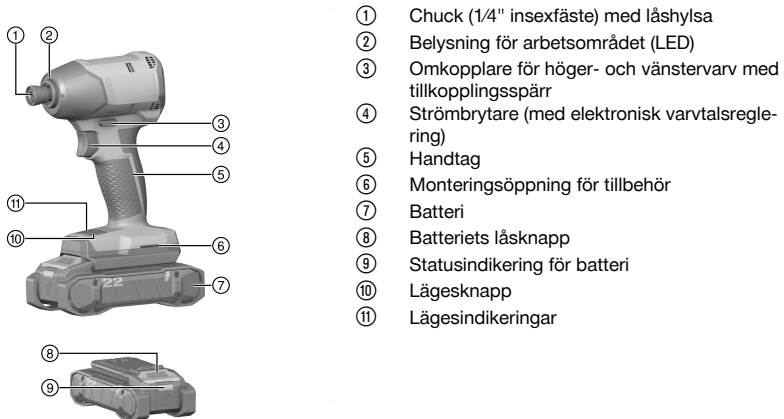 ① Chuck (1/4" insexfäste) med låshylsa
② Belysning för arbetsområdet (LED)
③ Omkopplare för höger- och vänstervarv med
tillkopplingsspärr
④ Strömbrytare (med elektronisk varvtalsregle-
ring)
⑤ Handtag
⑥ Monteringsöppning för tillbehör
⑦ Batteri
⑧ Batteriets låsknapp
⑨ Statusindikering för batteri
⑩ Lägesknapp
⑪ Lägesindikeringar
① ②
③
④
⑤
⑪
⑩
⑥
22
⑦
⑧
⑨